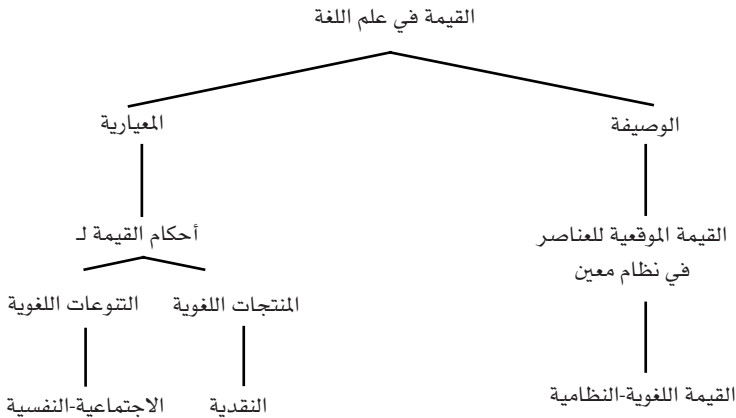 القيمة في علم اللغة
الوصيفة
المعيارية
القيمة الموقعية للعناصر
في نظام معين
أحكام القيمة لـ
المنتجات اللغوية
التنوعات اللغوية
القيمة اللغوية-النظامية
النقدية
الاجتماعية-النفسية